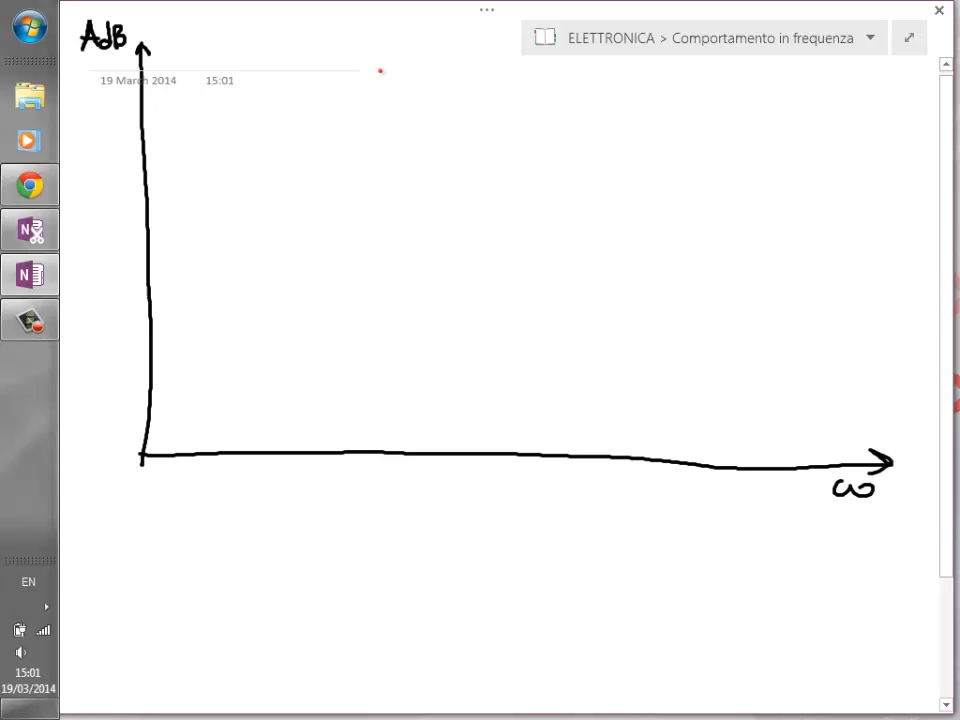 AdB
ELETTRONICA > Comportamento in frequenza
19 March 2014 15:01
ω
EN
15:01
19/03/2014